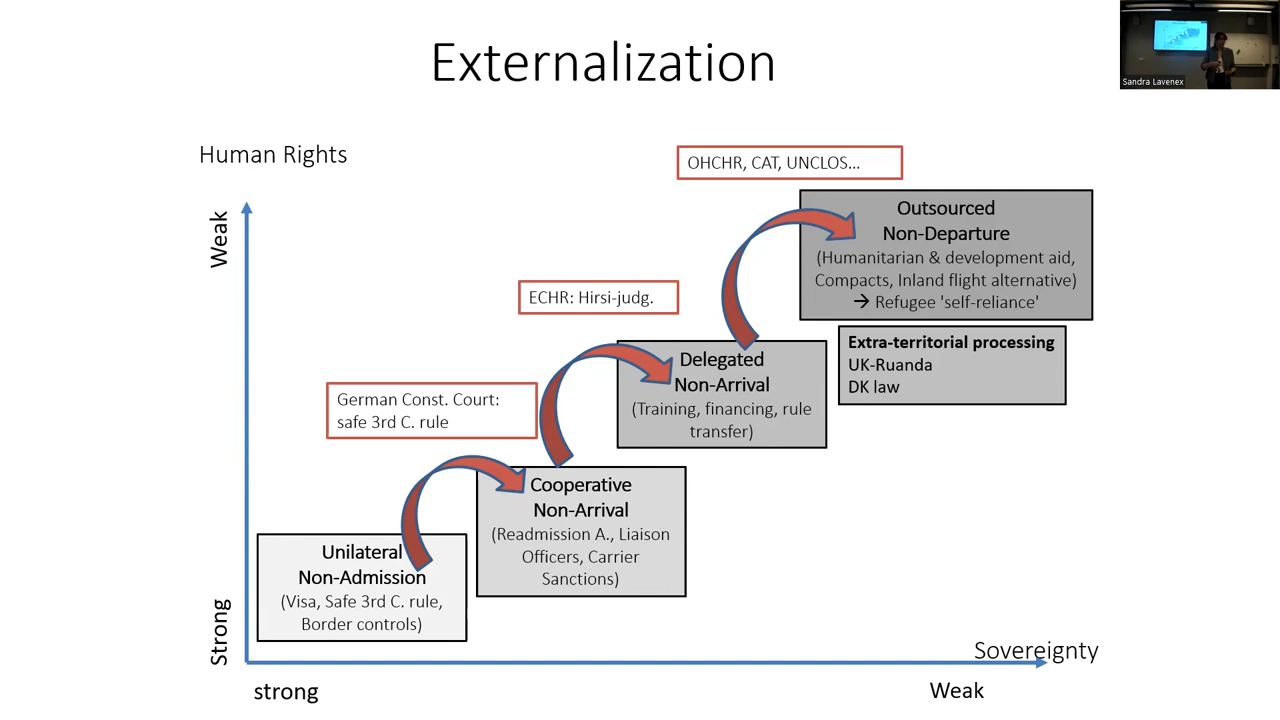 Externalization
Sandra Lavenex
Human Rights
Weak
Strong
OHCHR, CAT, UNCLOS...
Outsourced
Non-Departure
(Humanitarian & development aid,
Compacts, Inland flight alternative)
→ Refugee 'self-reliance'
ECHR: Hirsi-judg.
Extra-territorial processing
UK-Ruanda
DK law
Delegated
Non-Arrival
(Training, financing, rule
transfer)
German Const. Court:
safe 3rd C. rule
Cooperative
Non-Arrival
(Readmission A., Liaison
Officers, Carrier
Sanctions)
Unilateral
Non-Admission
(Visa, Safe 3rd C. rule,
Border controls)
Sovereignty
strong
Weak